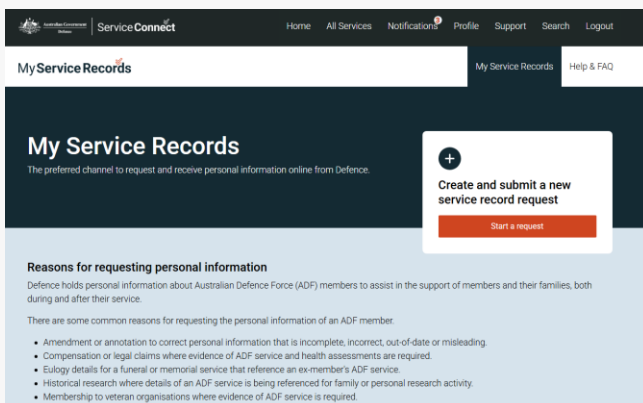 Australian Government
Defence
ServiceConnect
Home All Services Notifications Profile Support Search Logout
MyServiceRecords
My Service Records Help & FAQ
My Service Records
The preferred channel to request and receive personal information online from Defence.
Create and submit a new
service record request
Start a request
Reasons for requesting personal information
Defence holds personal information about Australian Defence Force (ADF) members to assist in the support of members and their families, both
during and after their service.
There are some common reasons for requesting the personal information of an ADF member.
• Amendment or annotation to correct personal information that is incomplete, incorrect, out-of-date or misleading.
• Compensation or legal claims where evidence of ADF service and health assessments are required.
• Eulogy details for a funeral or memorial service that reference an ex-member's ADF service.
• Historical research where details of an ADF service is being referenced for family or personal research activity.
• Membership to veteran organisations where evidence of ADF service is required.